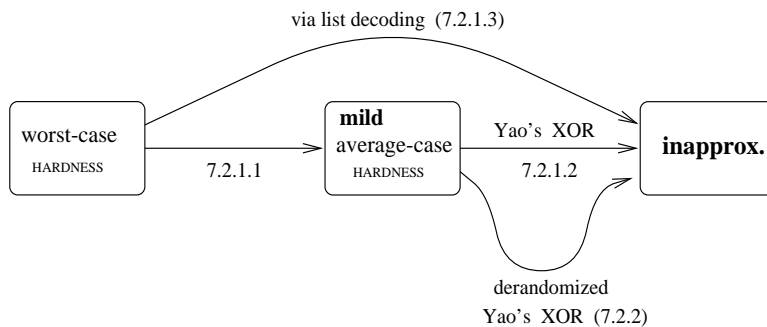 via list decoding (7.2.1.3)
worst-case
HARDNESS
7.2.1.1
mild
average-case
HARDNESS
Yao's XOR
7.2.1.2
inapprox.
derandomized
Yao's XOR (7.2.2)